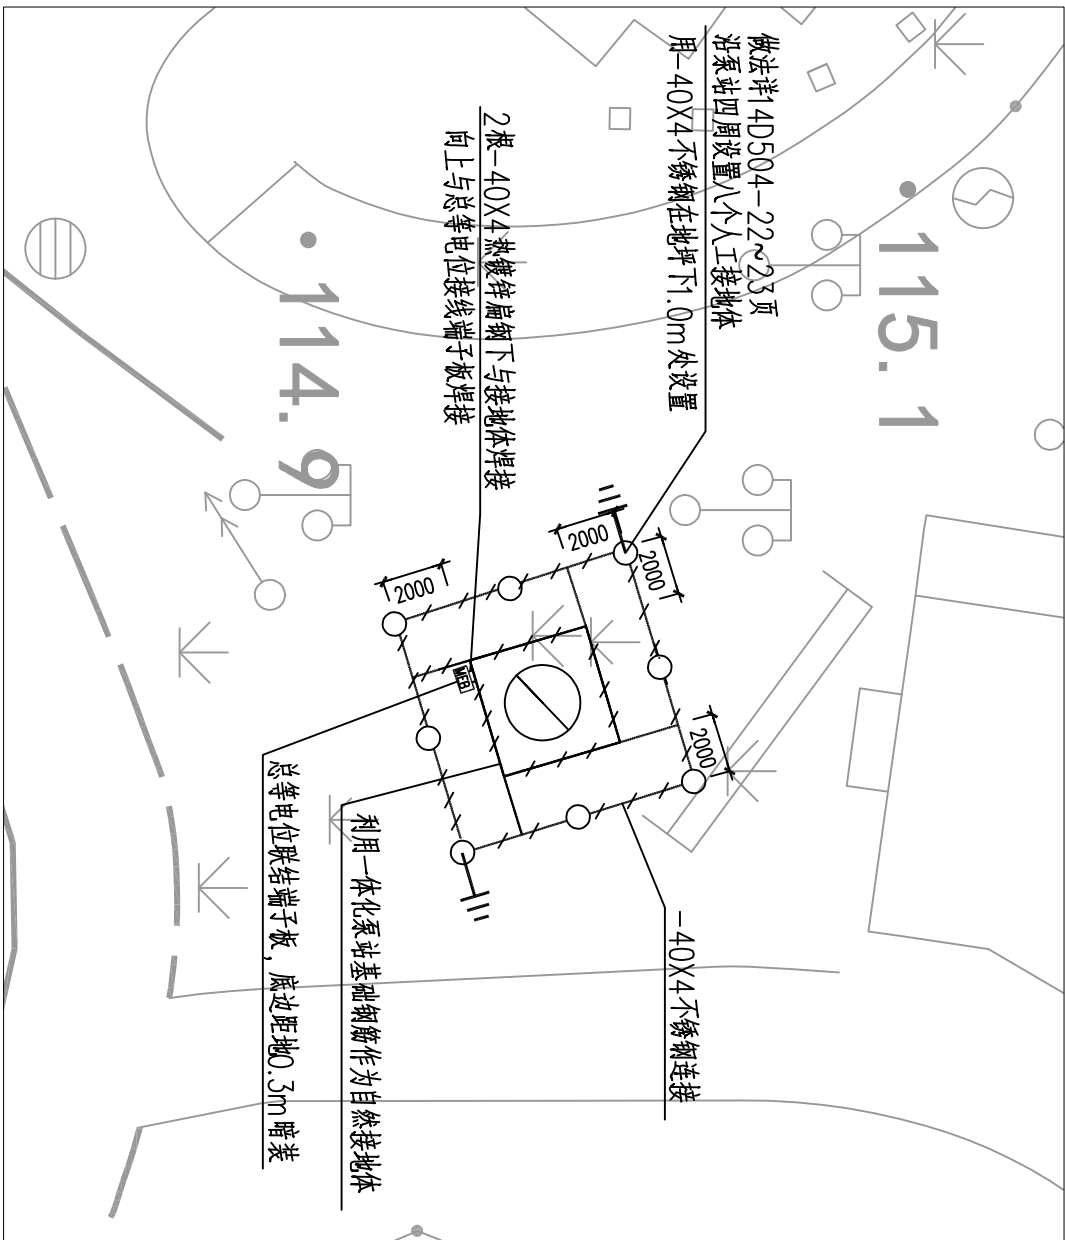 做法详14D504-22~23页
沿泵站四周设置八个人工接地体
用-40X4不锈钢在地坪下1.0m处设置
115.1
2根-40X4热镀锌扁钢下与接地体焊接
向上与总等电位接线端子板焊接
114.9
2000
2000
2000
2000
MEB
-40X4不锈钢连接
利用一体化泵站基础钢筋作为自然接地体
总等电位联结端子板，底边距地0.3m暗装